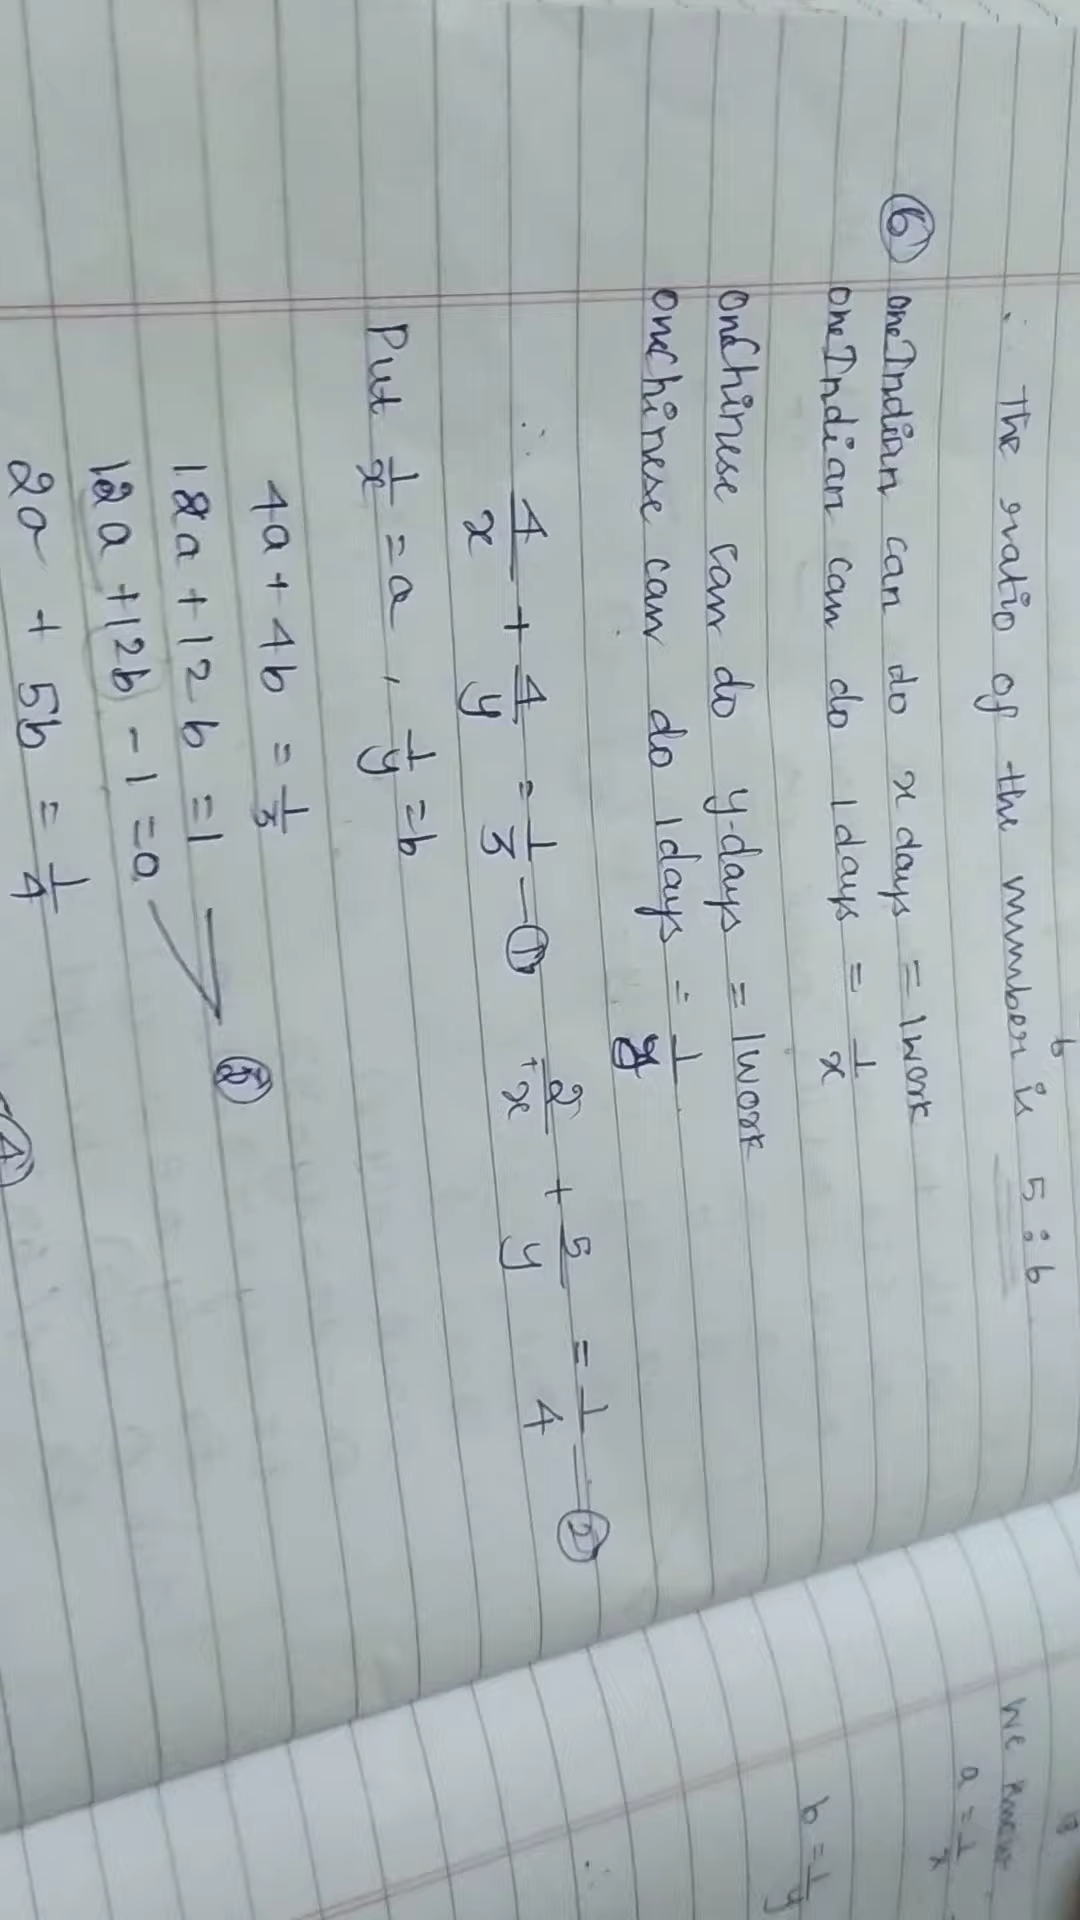 ∴ The ratio of the number is 5:6
⑥ One Indian can do x days = 1 work
One Indian can do 1 days = 1/x
One Chinese can do y-days = 1 work
One Chinese can do 1 days = 1/y
∴ 4/x + 4/y = 1/3 — ① + 2/x + 5/y = 1/4 — ②
Put 1/x = a, 1/y = b
4a + 4b = 1/3
12a + 12b = 1
12a + 12b - 1 = 0
③
2a + 5b = 1/4
④
we know
a = 1/x
b = 1/y
∴